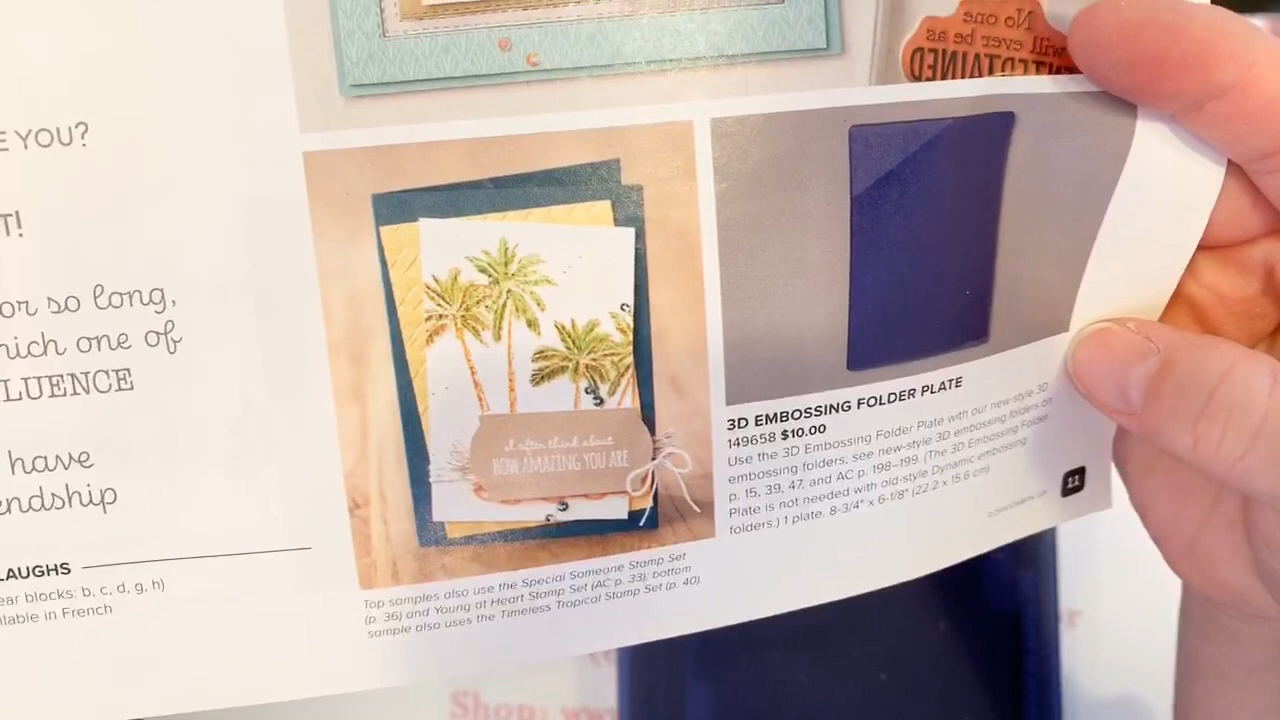 E YOU?
T!
or so long,
hich one of
LUENCE
have
endship
LAUGHS
ear blocks: b, c, d, g, h)
ilable in French
No one
will ever be as
ENTERTAINED
I often think about
HOW AMAZING YOU ARE
Top samples also use the Special Someone Stamp Set
(p. 36) and Young at Heart Stamp Set (AC p. 33); bottom
sample also uses the Timeless Tropical Stamp Set (p. 40).
3D EMBOSSING FOLDER PLATE
149658 $10.00
Use the 3D Embossing Folder Plate with our new-style 3D
embossing folders; see new-style 3D embossing folders on
p. 15, 39, 47, and AC p. 198–199. (The 3D Embossing Folder
Plate is not needed with old-style Dynamic embossing
folders.) 1 plate. 8-3/4" x 6-1/8" (22.2 x 15.6 cm).
11
Shop: www